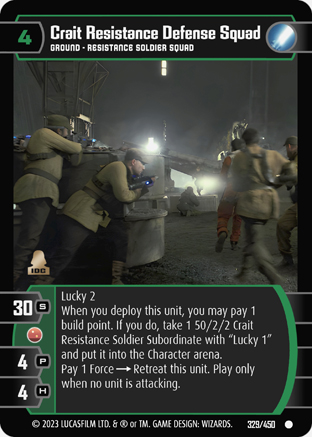 4
Crait Resistance Defense Squad
GROUND - RESISTANCE SOLDIER SQUAD
IDC
30 S
4 P
4 H
Lucky 2
When you deploy this unit, you may pay 1
build point. If you do, take 1 50/2/2 Crait
Resistance Soldier Subordinate with “Lucky 1”
and put it into the Character arena.
Pay 1 Force → Retreat this unit. Play only
when no unit is attacking.
© 2023 LUCASFILM LTD. & ® or TM. GAME DESIGN: WIZARDS. 329/450